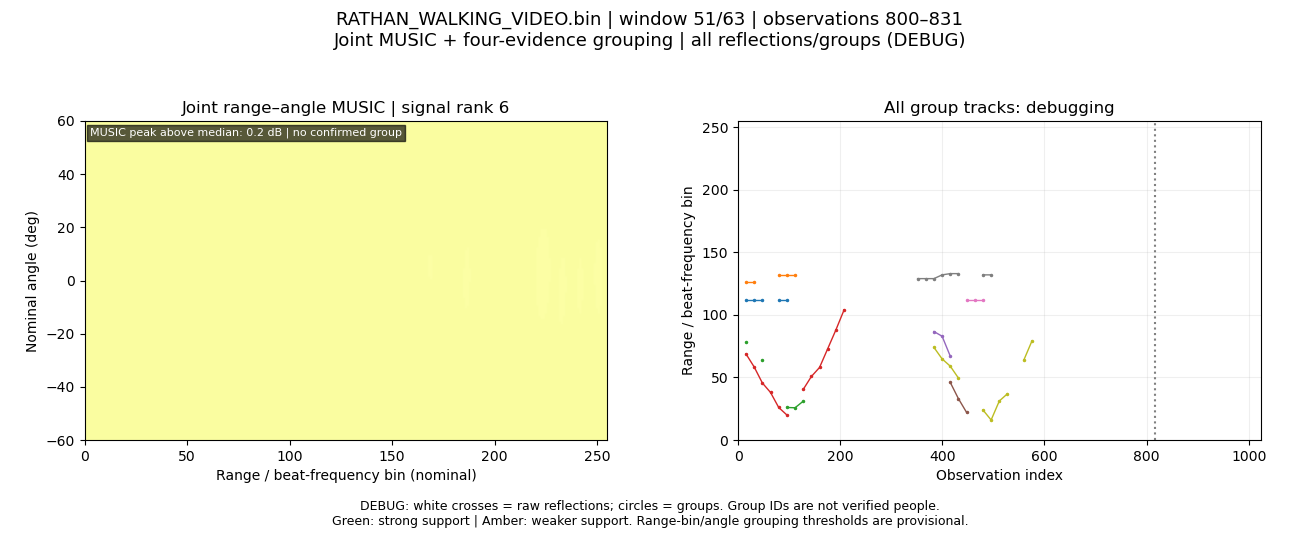 RATHAN_WALKING_VIDEO.bin | window 51/63 | observations 800–831
Joint MUSIC + four-evidence grouping | all reflections/groups (DEBUG)
Joint range–angle MUSIC | signal rank 6
MUSIC peak above median: 0.2 dB | no confirmed group
60
40
20
0
−20
−40
−60
Nominal angle (deg)
0
50
100
150
200
250
Range / beat-frequency bin (nominal)
All group tracks: debugging
250
200
150
100
50
0
Range / beat-frequency bin
0
200
400
600
800
1000
Observation index
DEBUG: white crosses = raw reflections; circles = groups. Group IDs are not verified people.
Green: strong support | Amber: weaker support. Range-bin/angle grouping thresholds are provisional.